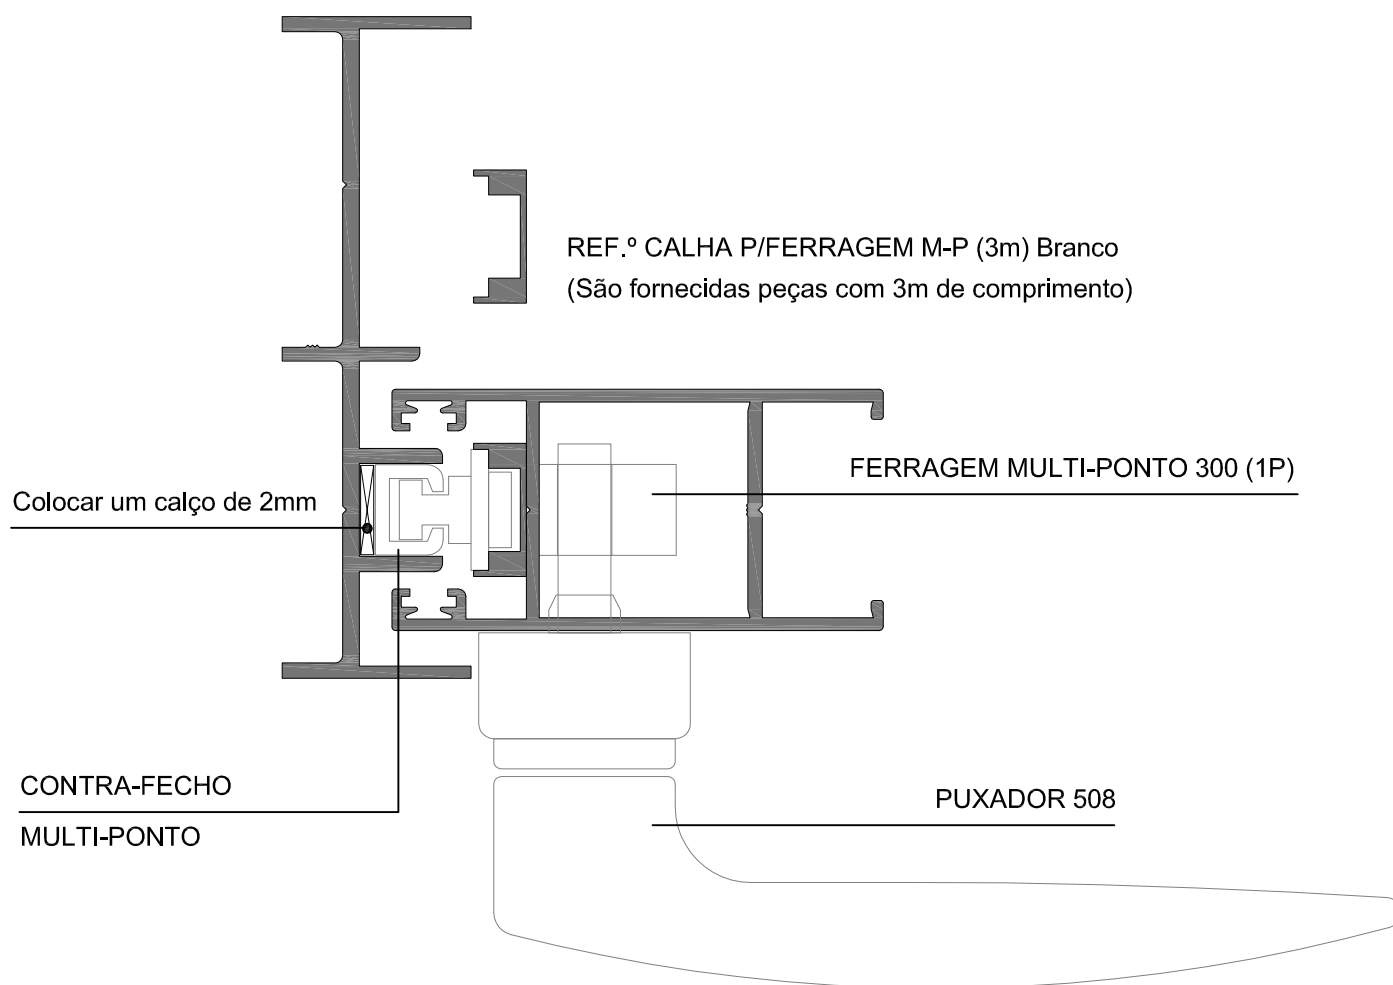 REF.º CALHA P/FERRAGEM M-P (3m) Branco
(São fornecidas peças com 3m de comprimento)
FERRAGEM MULTI-PONTO 300 (1P)
Colocar um calço de 2mm
CONTRA-FECHO
MULTI-PONTO
PUXADOR 508